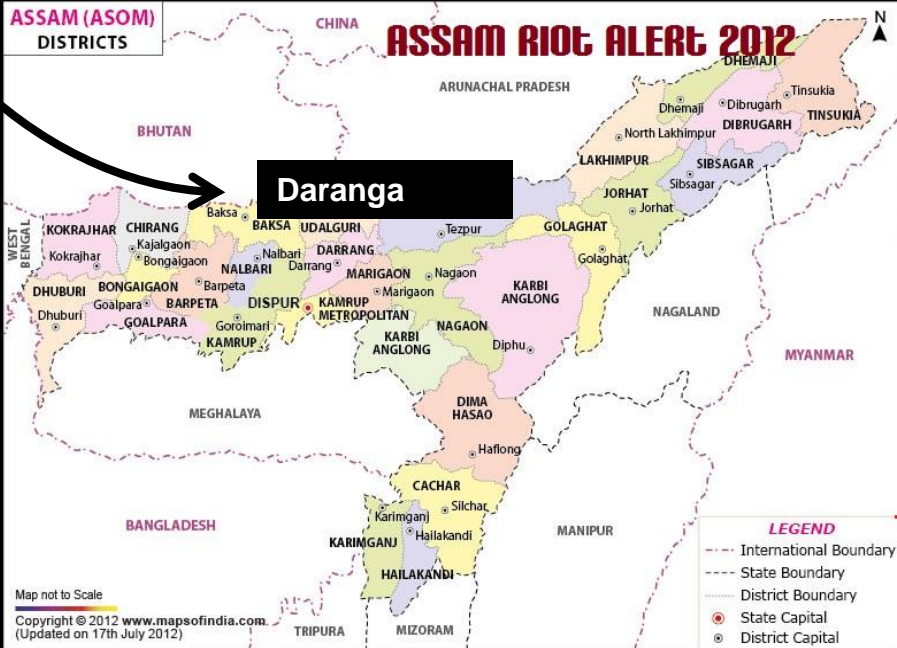 ASSAM (ASOM)
DISTRICTS
CHINA
N
ASSAM RIOt ALERt 2012
DHEMAJI
ARUNACHAL PRADESH
Tinsukia
Dhemaji
Dibrugarh
TINSUKIA
BHUTAN
North Lakhimpur
DIBRUGARH
LAKHIMPUR
SIBSAGAR
Sibsagar
Daranga
JORHAT
Jorhat
Baksa
BAKSA
UDALGURI
Tezpur
GOLAGHAT
Golaghat
WEST
BENGAL
KOKRAJHAR
CHIRANG
Kajalgaon
Kokrajhar
Bongaigaon
NALBARI
Nalbari
DARRANG
Darrang
MARIGAON
Marigaon
Nagaon
KARBI
ANGLONG
DHUBURI
Dhuburi
BONGAIGAON
Goalpara
GOALPARA
BARPETA
Barpeta
DISPUR
KAMRUP
METROPOLITAN
Goroimari
KAMRUP
NAGAON
KARBI
ANGLONG
Diphu
NAGALAND
MYANMAR
MEGHALAYA
DIMA
HASAO
Haflong
CACHAR
Silchar
BANGLADESH
Karimganj
KARIMGANJ
Hailakandi
HAILAKANDI
MANIPUR
TRIPURA
MIZORAM
LEGEND
International Boundary
State Boundary
District Boundary
State Capital
District Capital
Map not to Scale
Copyright © 2012 www.mapsofindia.com
(Updated on 17th July 2012)